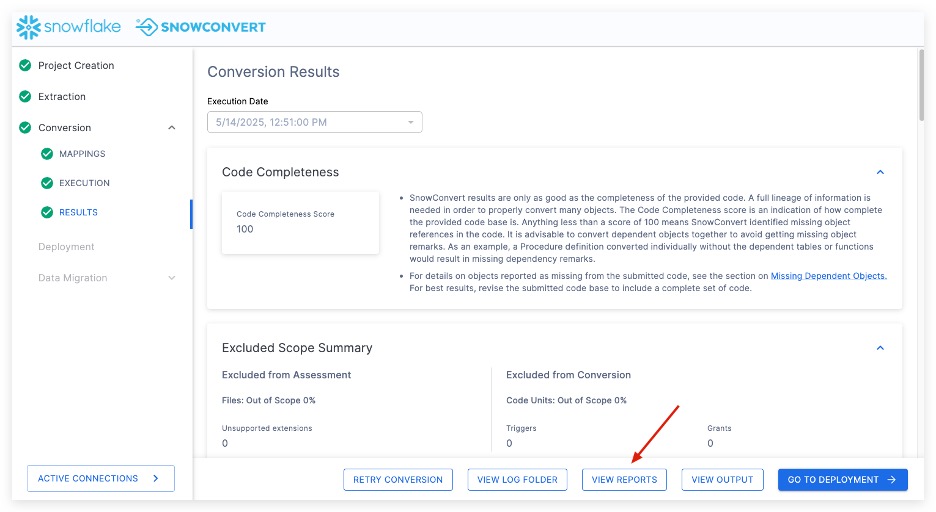 snowflake SNOWCONVERT
Project Creation
Extraction
Conversion
MAPPINGS
EXECUTION
RESULTS
Deployment
Data Migration
ACTIVE CONNECTIONS
Conversion Results
Execution Date
5/14/2025, 12:51:00 PM
Code Completeness
Code Completeness Score
100
• SnowConvert results are only as good as the completeness of the provided code. A full lineage of information is
needed in order to properly convert many objects. The Code Completeness score is an indication of how complete
the provided code base is. Anything less than a score of 100 means SnowConvert identified missing object
references in the code. It is advisable to convert dependent objects together to avoid getting missing object
remarks. As an example, a Procedure definition converted individually without the dependent tables or functions
would result in missing dependency remarks.
• For details on objects reported as missing from the submitted code, see the section on Missing Dependent Objects.
For best results, revise the submitted code base to include a complete set of code.
Excluded Scope Summary
Excluded from Assessment
Files: Out of Scope 0%
Unsupported extensions
0
Excluded from Conversion
Code Units: Out of Scope 0%
Triggers
0
Grants
0
RETRY CONVERSION
VIEW LOG FOLDER
VIEW REPORTS
VIEW OUTPUT
GO TO DEPLOYMENT